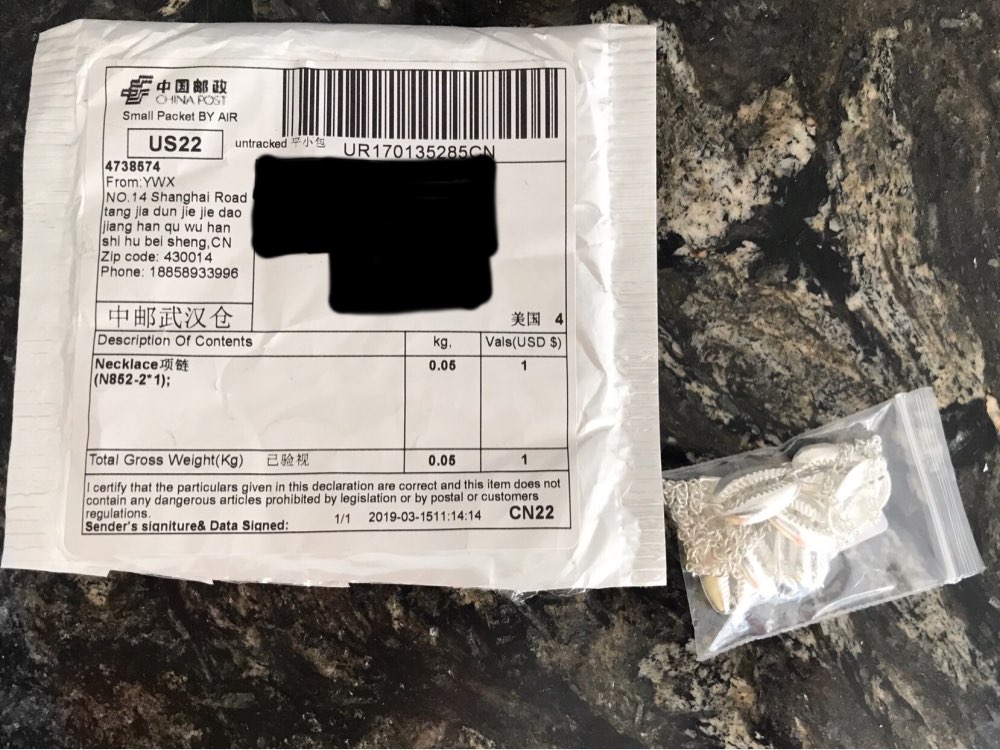 中国邮政
CHINA POST
Small Packet BY AIR
US22
untracked 平小包
UR170135285CN
4738574
From:YWX
NO.14 Shanghai Road
tang jia dun jie jie dao
jiang han qu wu han
shi hu bei sheng,CN
Zip code: 430014
Phone: 18858933996
中邮武汉仓
美国 4
Description Of Contents kg, Vals(USD $)
Necklace项链 0.05 1
(N852-2*1);
Total Gross Weight(Kg) 已验视 0.05 1
I certify that the particulars given in this declaration are correct and this item does not
contain any dangerous articles prohibited by legislation or by postal or customers
regulations.
Sender's signiture& Data Signed: 1/1 2019-03-1511:14:14 CN22